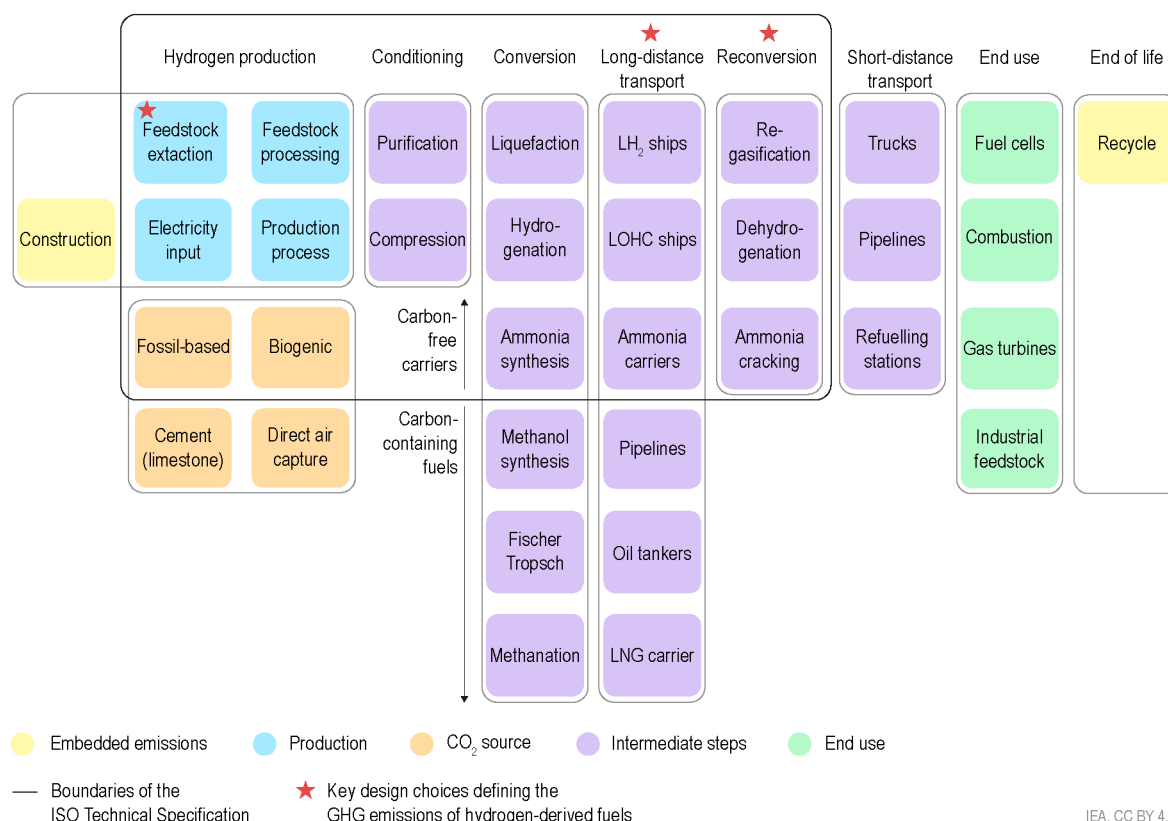 Hydrogen production
Conditioning
Conversion
Long-distance
transport
Reconversion
Short-distance
transport
End use
End of life
Feedstock
extaction
Feedstock
processing
Purification
Liquefaction
LH₂ ships
Re-
gasification
Trucks
Fuel cells
Recycle
Construction
Electricity
input
Production
process
Compression
Hydro-
genation
LOHC ships
Dehydro-
genation
Pipelines
Combustion
Fossil-based
Biogenic
Carbon-
free
carriers
Ammonia
synthesis
Ammonia
carriers
Ammonia
cracking
Refuelling
stations
Gas turbines
Cement
(limestone)
Direct air
capture
Carbon-
containing
fuels
Methanol
synthesis
Pipelines
Industrial
feedstock
Fischer
Tropsch
Oil tankers
Methanation
LNG carrier
Embedded emissions
Production
CO₂ source
Intermediate steps
End use
Boundaries of the
ISO Technical Specification
Key design choices defining the
GHG emissions of hydrogen-derived fuels
IEA. CC BY 4.